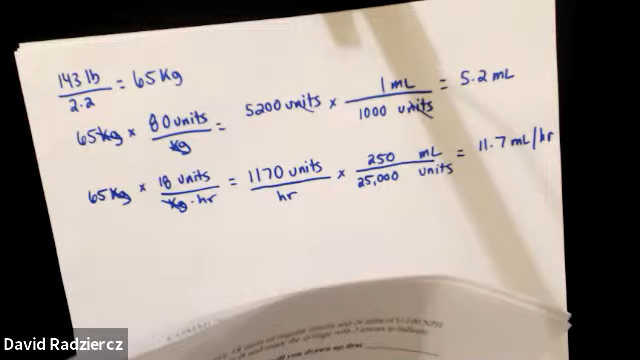 143 lb / 2.2 = 65 Kg
65 Kg × 80 units / Kg = 5200 units × 1 mL / 1000 units = 5.2 mL
65 Kg × 18 units / Kg · hr = 1170 units / hr × 250 mL / 25,000 units = 11.7 mL/hr
David Radziercz